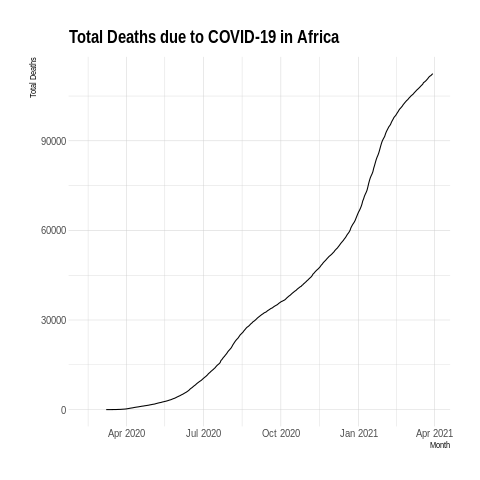 Total Deaths due to COVID-19 in Africa
Total Deaths
90000
60000
30000
0
Apr 2020 Jul 2020 Oct 2020 Jan 2021 Apr 2021
Month